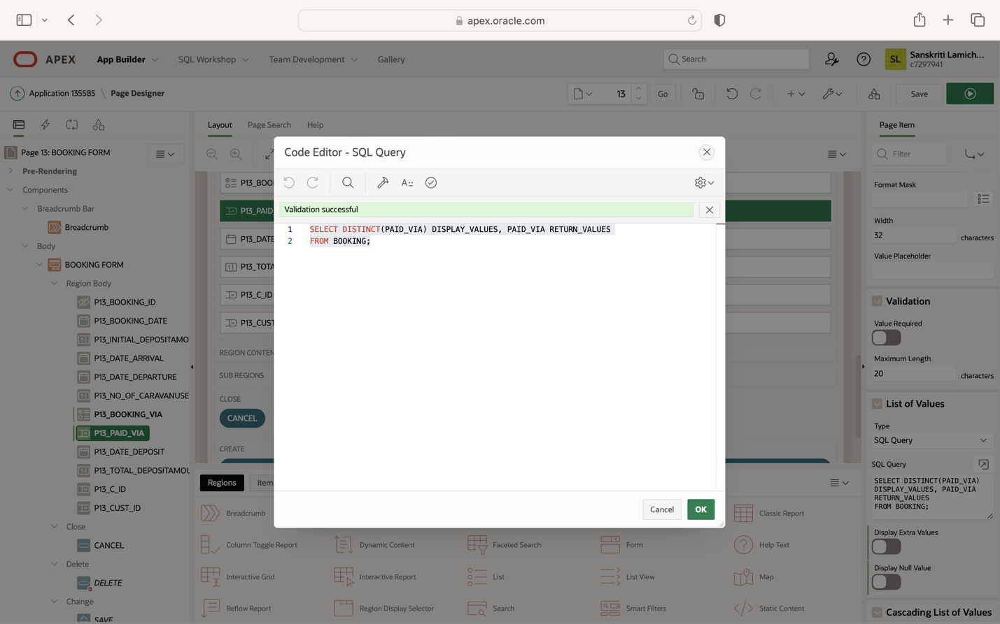 apex.oracle.com
APEX
App Builder
SQL Workshop
Team Development
Gallery
Search
SL
Sanskriti Lamich...
c7297941
Application 135585 \ Page Designer
13
Go
Save
Layout
Page Search
Help
Page Item
Page 13: BOOKING FORM
Pre-Rendering
Components
Breadcrumb Bar
Breadcrumb
Body
BOOKING FORM
Region Body
P13_BOOKING_ID
P13_BOOKING_DATE
P13_INITIAL_DEPOSITAMO
P13_DATE_ARRIVAL
P13_DATE_DEPARTURE
P13_NO_OF_CARAVANUSE
P13_BOOKING_VIA
P13_PAID_VIA
P13_DATE_DEPOSIT
P13_TOTAL_DEPOSITAMOU
P13_C_ID
P13_CUST_ID
Close
CANCEL
Delete
DELETE
Change
SAVE
P13_BOO
P13_PAID
P13_DATE
P13_TOTA
P13_C_ID
P13_CUST
REGION CONTEN
SUB REGIONS
CLOSE
CANCEL
CREATE
Code Editor - SQL Query
Validation successful
1 SELECT DISTINCT(PAID_VIA) DISPLAY_VALUES, PAID_VIA RETURN_VALUES
2 FROM BOOKING;
Cancel
OK
Regions
Item
Breadcrumb
Classic Report
Column Toggle Report
Dynamic Content
Faceted Search
Form
Help Text
Interactive Grid
Interactive Report
List
List View
Map
Reflow Report
Region Display Selector
Search
Smart Filters
Static Content
Filter
Format Mask
Width
32
characters
Value Placeholder
Validation
Value Required
Maximum Length
20
characters
List of Values
Type
SQL Query
SQL Query
SELECT DISTINCT(PAID_VIA)
DISPLAY_VALUES, PAID_VIA
RETURN_VALUES
FROM BOOKING;
Display Extra Values
Display Null Value
Cascading List of Values